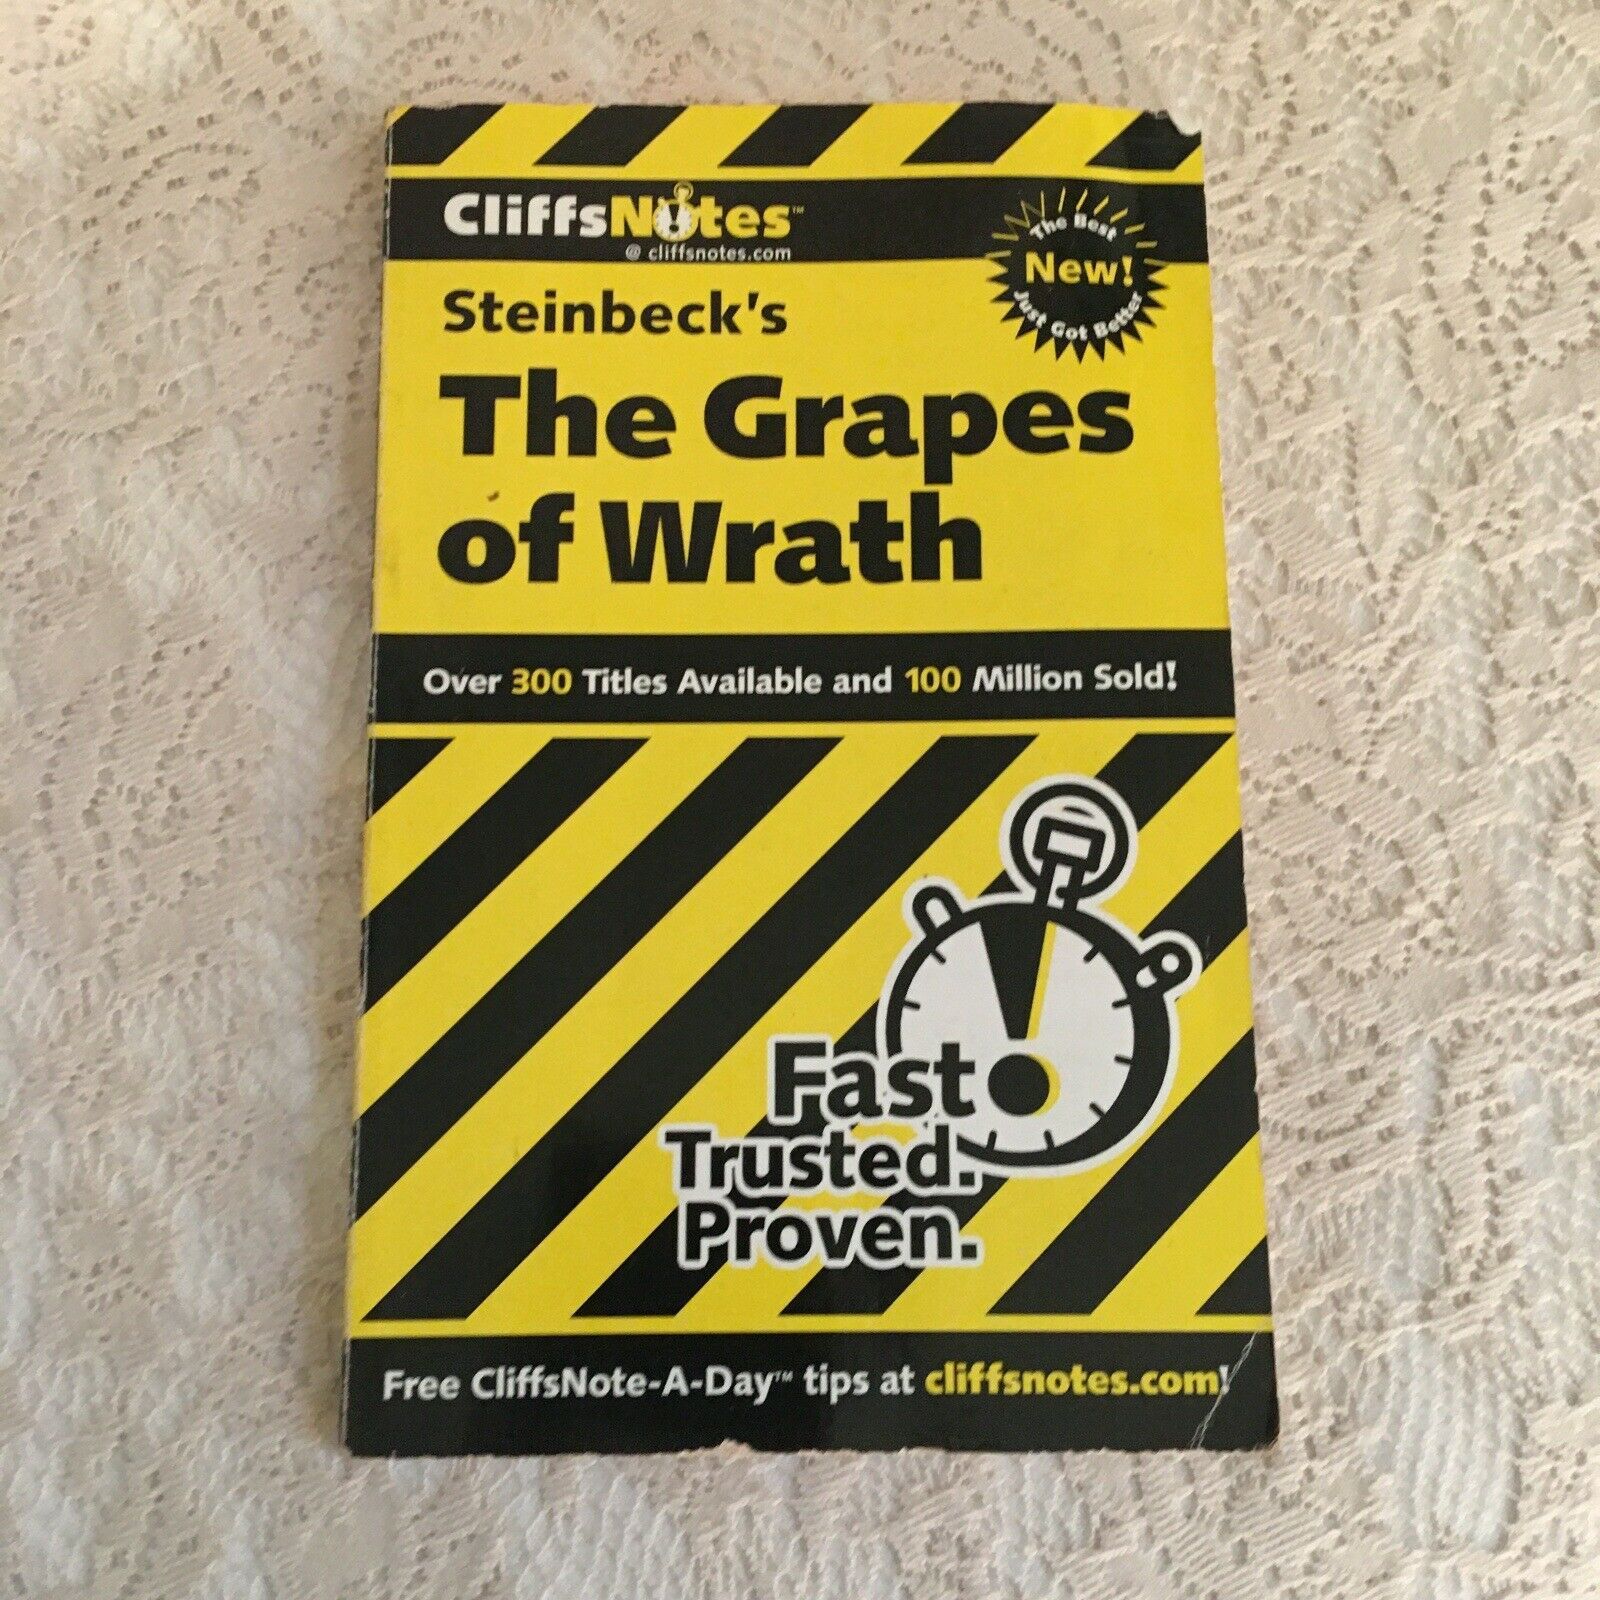 CliffsNotes™
@ cliffsnotes.com
The Best
New!
Just Got Better
Steinbeck's
The Grapes
of Wrath
Over 300 Titles Available and 100 Million Sold!
Fast.
Trusted.
Proven.
Free CliffsNote-A-Day™ tips at cliffsnotes.com!